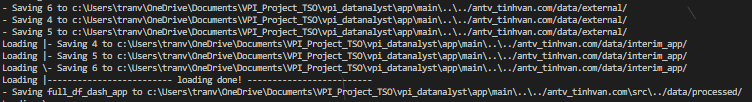 - Saving 6 to c:\Users\tranv\OneDrive\Documents\VPI_Project_TSO\vpi_datanalyst\app\main\..\../antv_tinhvan.com/data/external/
- Saving 4 to c:\Users\tranv\OneDrive\Documents\VPI_Project_TSO\vpi_datanalyst\app\main\..\../antv_tinhvan.com/data/external/
- Saving 5 to c:\Users\tranv\OneDrive\Documents\VPI_Project_TSO\vpi_datanalyst\app\main\..\../antv_tinhvan.com/data/external/
Loading |- Saving 4 to c:\Users\tranv\OneDrive\Documents\VPI_Project_TSO\vpi_datanalyst\app\main\..\../antv_tinhvan.com/data/interim_app/
Loading |- Saving 5 to c:\Users\tranv\OneDrive\Documents\VPI_Project_TSO\vpi_datanalyst\app\main\..\../antv_tinhvan.com/data/interim_app/
Loading \- Saving 6 to c:\Users\tranv\OneDrive\Documents\VPI_Project_TSO\vpi_datanalyst\app\main\..\../antv_tinhvan.com/data/interim_app/
Loading |------------------------ loading done! ------------------------
- Saving full_df_dash_app to c:\Users\tranv\OneDrive\Documents\VPI_Project_TSO\vpi_datanalyst\app\main\..\../antv_tinhvan.com\src\../data/processed/